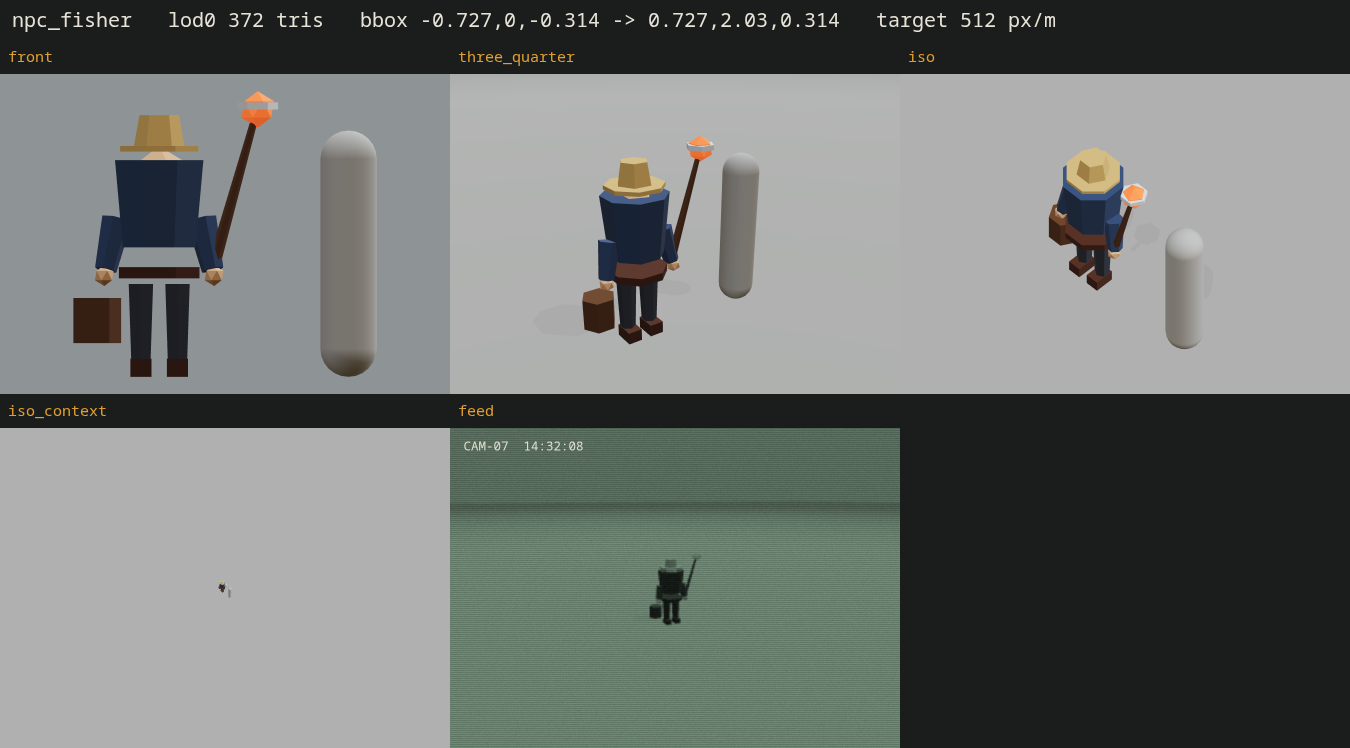 npc_fisher lod0 372 tris bbox -0.727,0,-0.314 -> 0.727,2.03,0.314 target 512 px/m
front three_quarter iso
iso_context feed
CAM-07 14:32:08